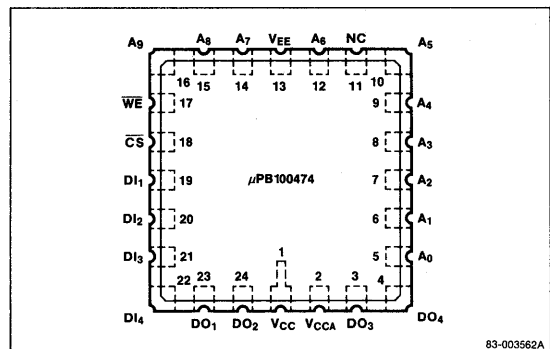 A9 A8 A7 VEE A6 NC A5
16 15 14 13 12 11 10
WE 17 9 A4
CS 18 8 A3
DI1 19 µPB100474 7 A2
DI2 20 6 A1
DI3 21 1 5 A0
22 23 24 2 3 4
DI4 DO1 DO2 VCC VCCA DO3 DO4
83-003562A